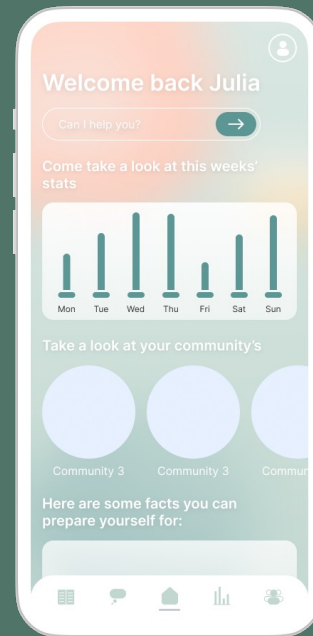 Welcome back Julia
Can I help you?
Come take a look at this weeks'
stats
Mon Tue Wed Thu Fri Sat Sun
Take a look at your community's
Community 3 Community 3 Commun
Here are some facts you can
prepare yourself for: